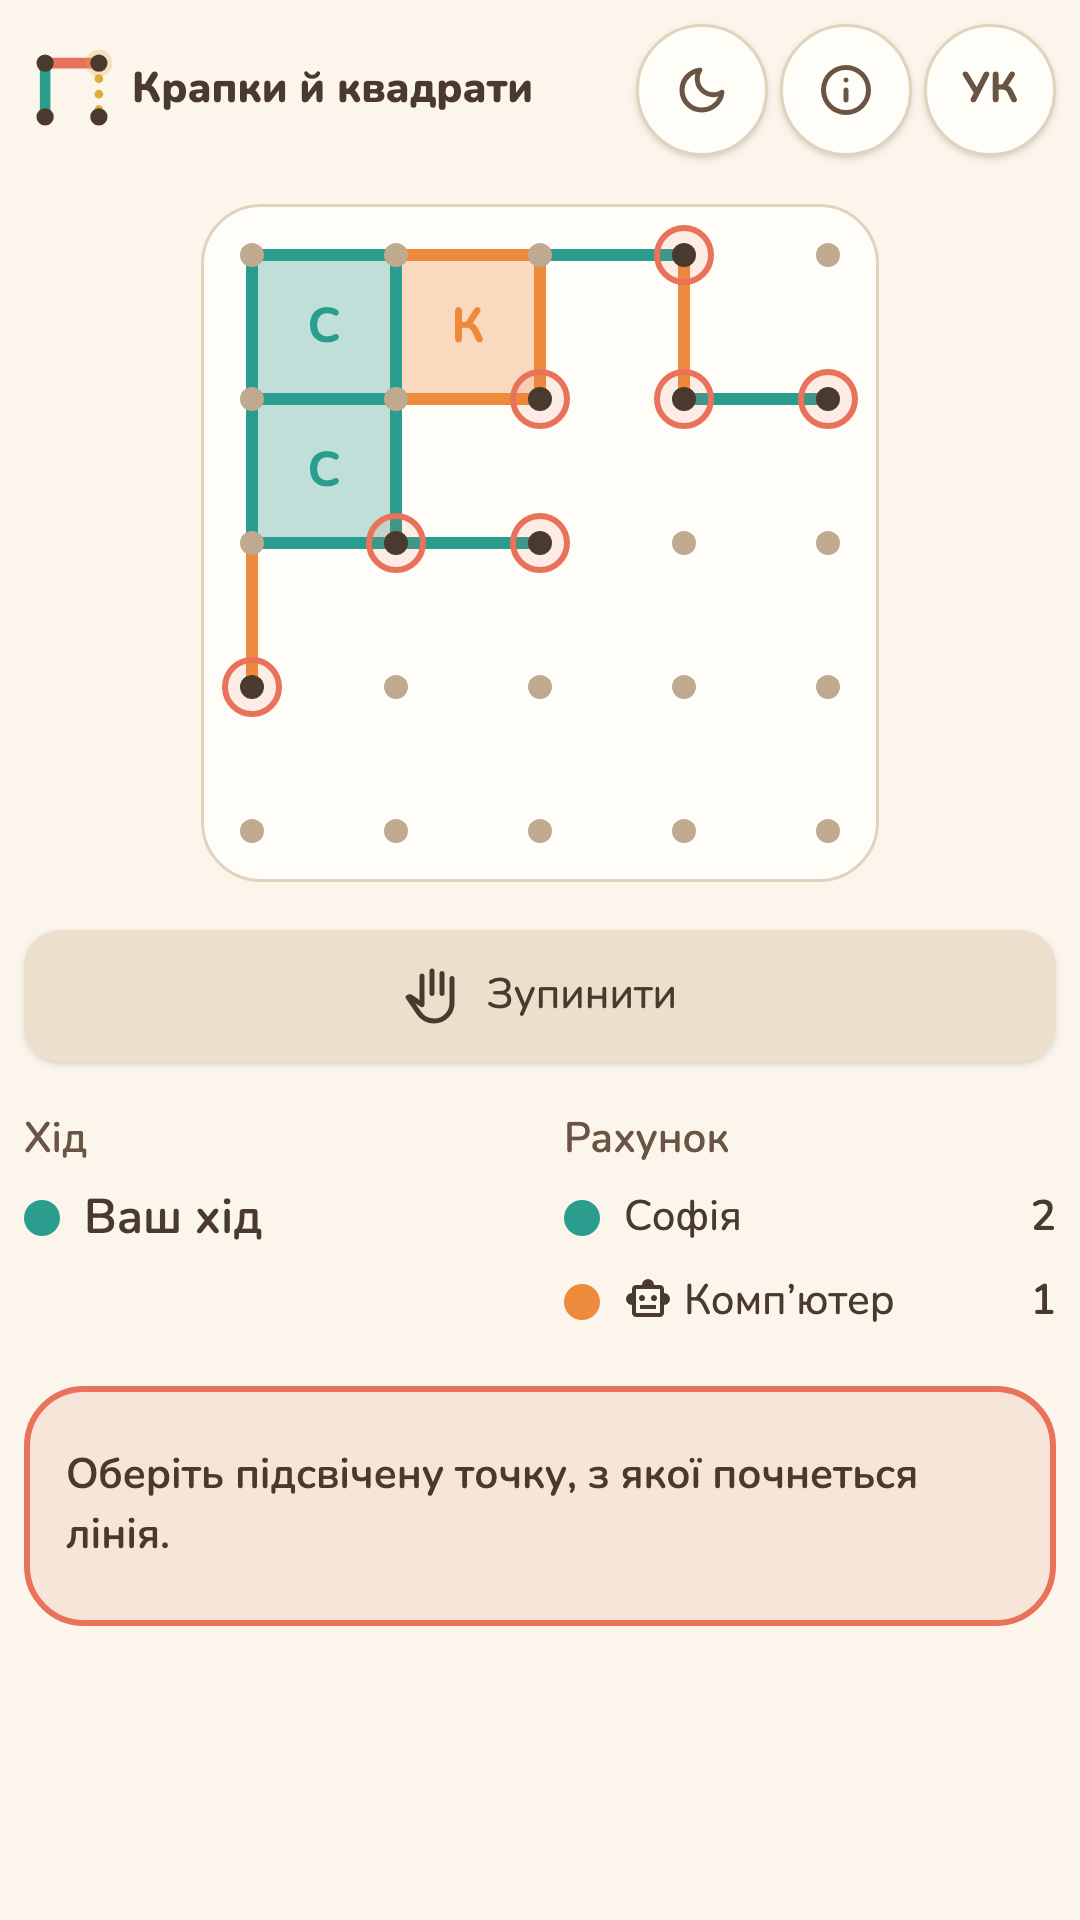 Крапки й квадрати
УК
С К
С
Зупинити
Хід
Ваш хід
Рахунок
Софія 2
Комп’ютер 1
Оберіть підсвічену точку, з якої почнеться
лінія.